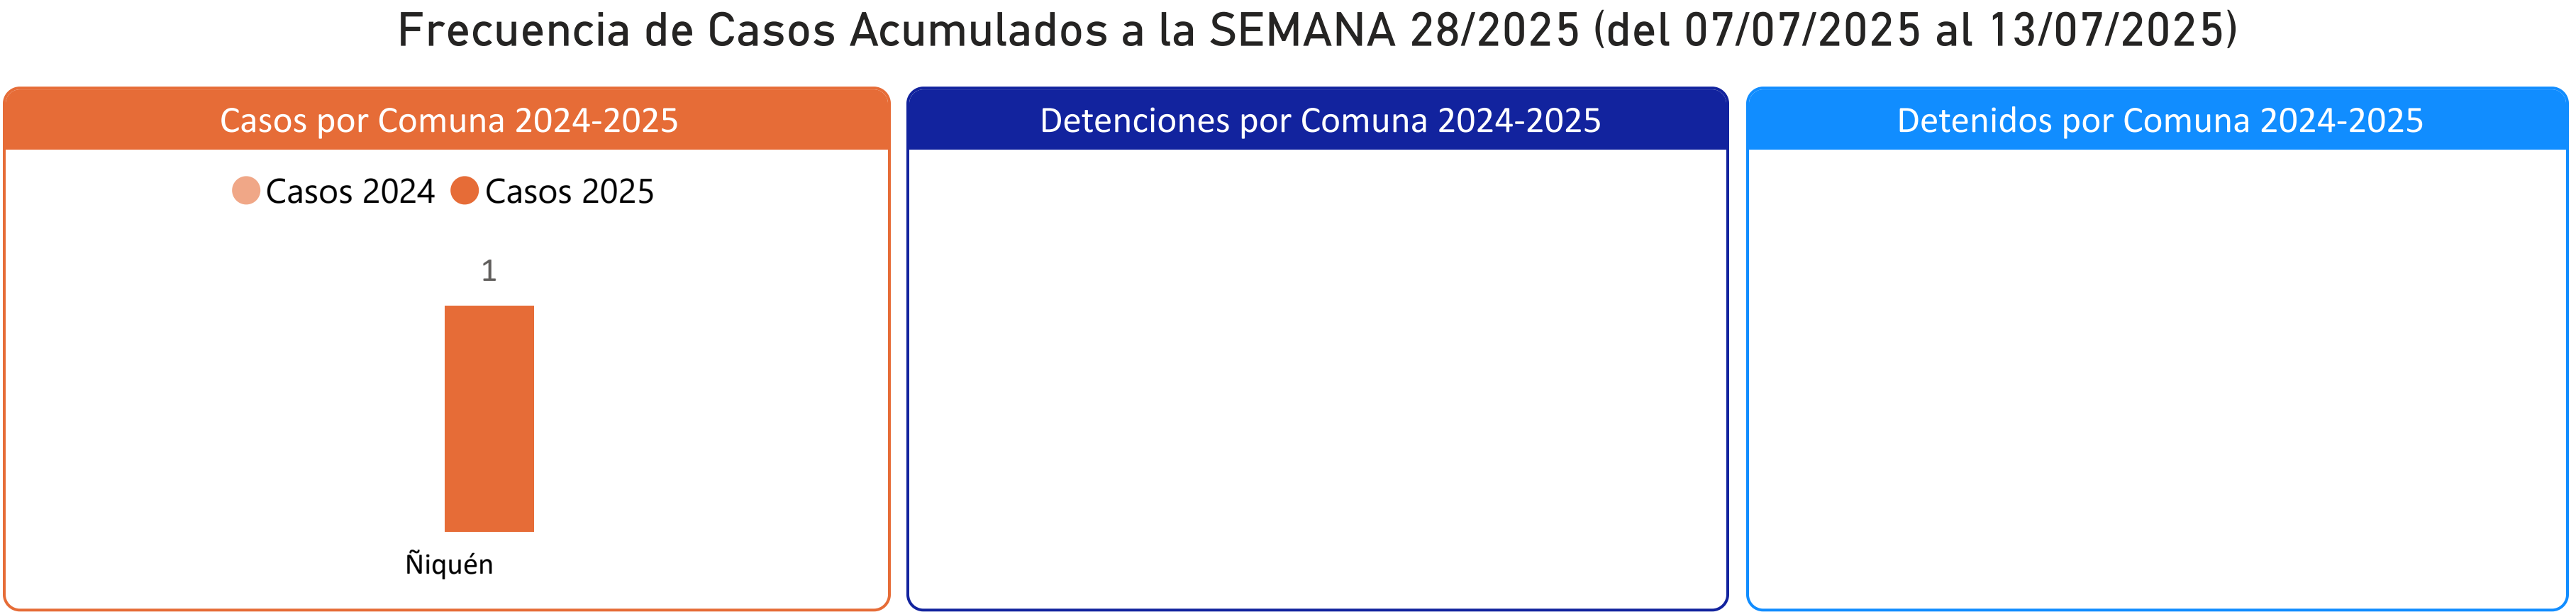 Frecuencia de Casos Acumulados a la SEMANA 28/2025 (del 07/07/2025 al 13/07/2025)
Casos por Comuna 2024-2025
Casos 2024 Casos 2025
1
Ñiquén
Detenciones por Comuna 2024-2025
Detenidos por Comuna 2024-2025